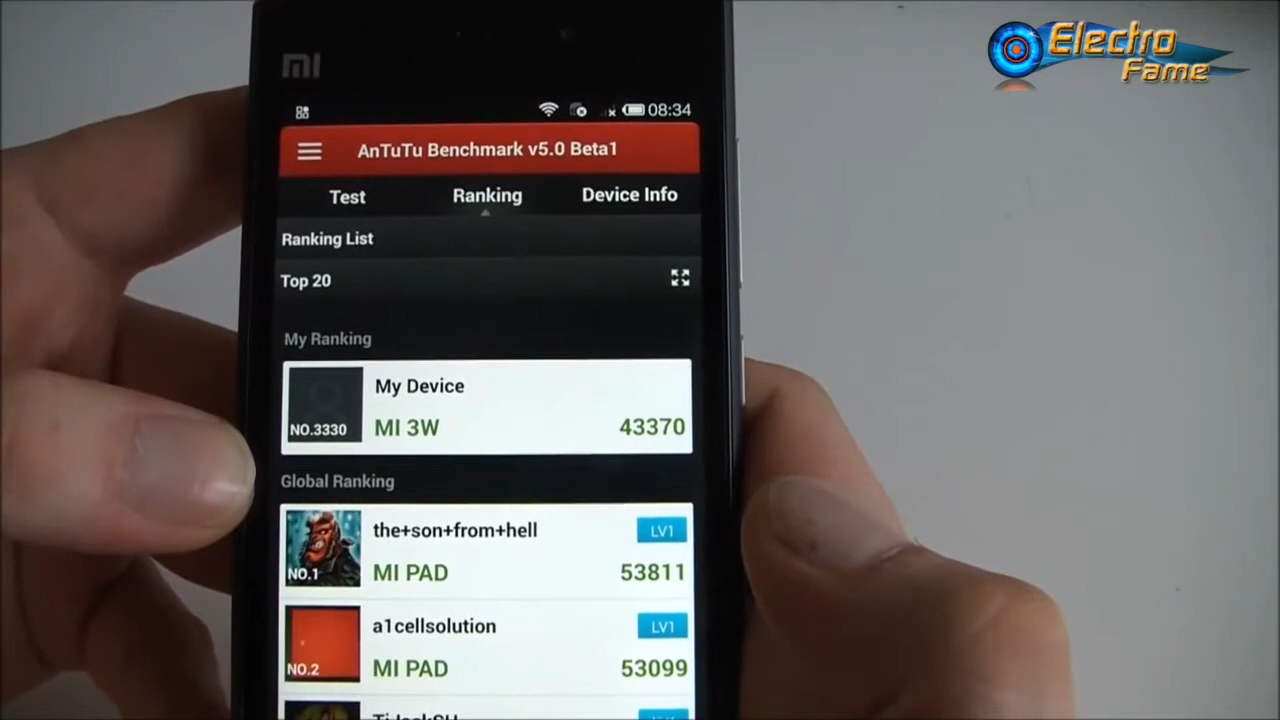 Electro
Fame
mi
08:34
AnTuTu Benchmark v5.0 Beta1
Test Ranking Device Info
Ranking List
Top 20
My Ranking
My Device
NO.3330
MI 3W 43370
Global Ranking
the+son+from+hell LV1
NO.1
MI PAD 53811
a1cellsolution LV1
NO.2
MI PAD 53099